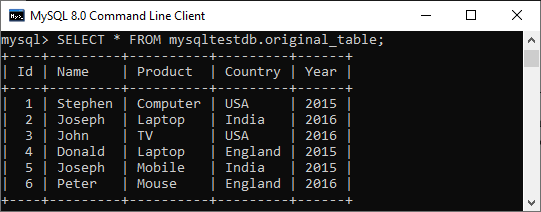 MySQL 8.0 Command Line Client
mysql> SELECT * FROM mysqltestdb.original_table;
+----+---------+----------+---------+------+
| Id | Name    | Product  | Country | Year |
+----+---------+----------+---------+------+
|  1 | Stephen | Computer | USA     | 2015 |
|  2 | Joseph  | Laptop   | India   | 2016 |
|  3 | John    | TV       | USA     | 2016 |
|  4 | Donald  | Laptop   | England | 2015 |
|  5 | Joseph  | Mobile   | India   | 2015 |
|  6 | Peter   | Mouse    | England | 2016 |
+----+---------+----------+---------+------+